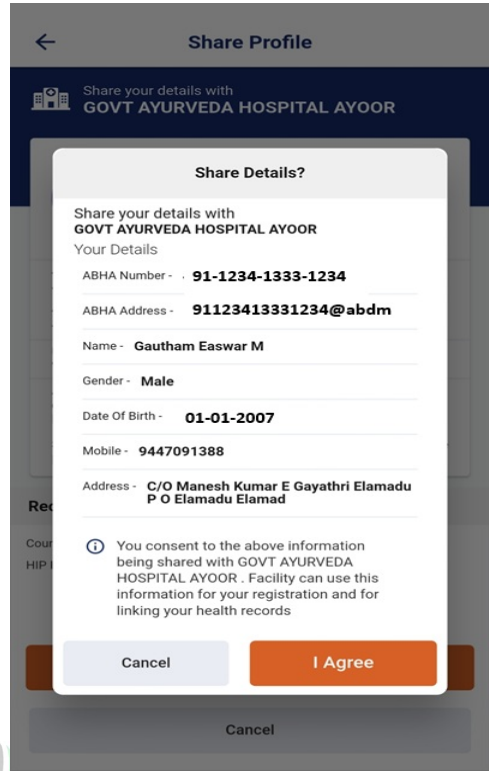 Share Profile
Share your details with
GOVT AYURVEDA HOSPITAL AYOOR
Share Details?
Share your details with
GOVT AYURVEDA HOSPITAL AYOOR
Your Details
ABHA Number - . 91-1234-1333-1234
ABHA Address - 91123413331234@abdm
Name - Gautham Easwar M
Gender - Male
Date Of Birth - 01-01-2007
Mobile - 9447091388
Address - C/O Manesh Kumar E Gayathri Elamadu
P O Elamadu Elamad
You consent to the above information
being shared with GOVT AYURVEDA
HOSPITAL AYOOR . Facility can use this
information for your registration and for
linking your health records
Cancel
I Agree
Cancel